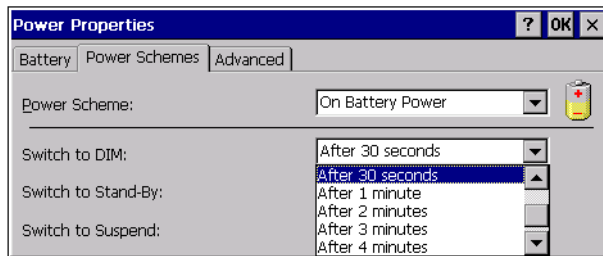 Power Properties ? OK ×
Battery Power Schemes Advanced
Power Scheme: On Battery Power
Switch to DIM: After 30 seconds
After 30 seconds
After 1 minute
Switch to Stand-By:
After 2 minutes
After 3 minutes
Switch to Suspend:
After 4 minutes